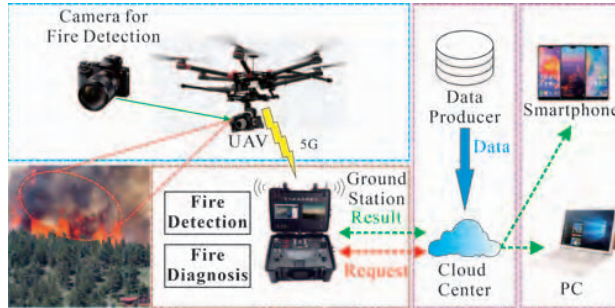 Camera for
Fire Detection
UAV
5G
Data
Producer
Smartphone
Data
Fire
Detection
Fire
Diagnosis
Ground
Station
Result
Request
Cloud
Center
PC